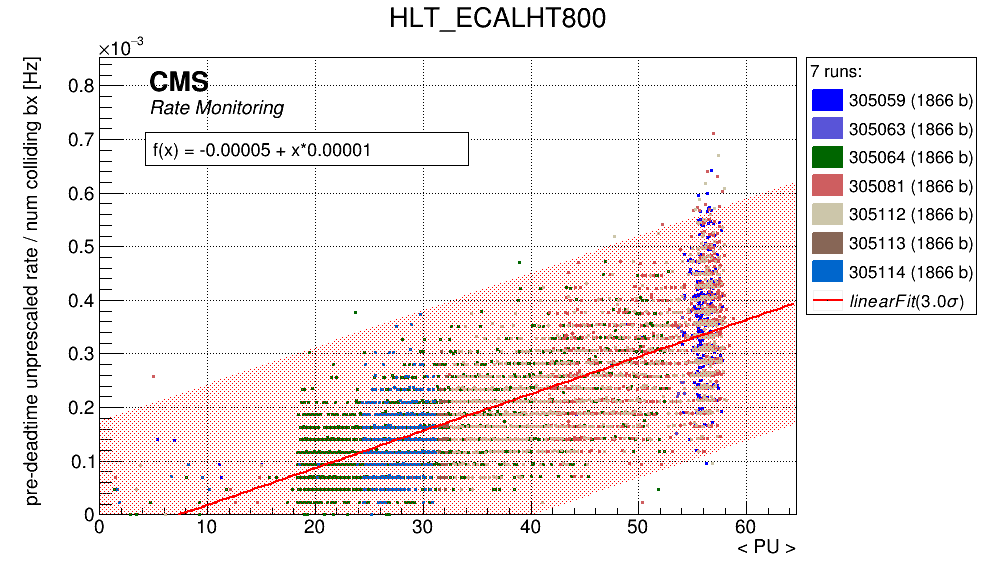 HLT_ECALHT800
×10⁻³
pre-deadtime unprescaled rate / num colliding bx [Hz]
0.8
0.7
0.6
0.5
0.4
0.3
0.2
0.1
0
CMS
Rate Monitoring
f(x) = -0.00005 + x*0.00001
0 10 20 30 40 50 60
< PU >
7 runs:
305059 (1866 b)
305063 (1866 b)
305064 (1866 b)
305081 (1866 b)
305112 (1866 b)
305113 (1866 b)
305114 (1866 b)
linearFit(3.0σ)